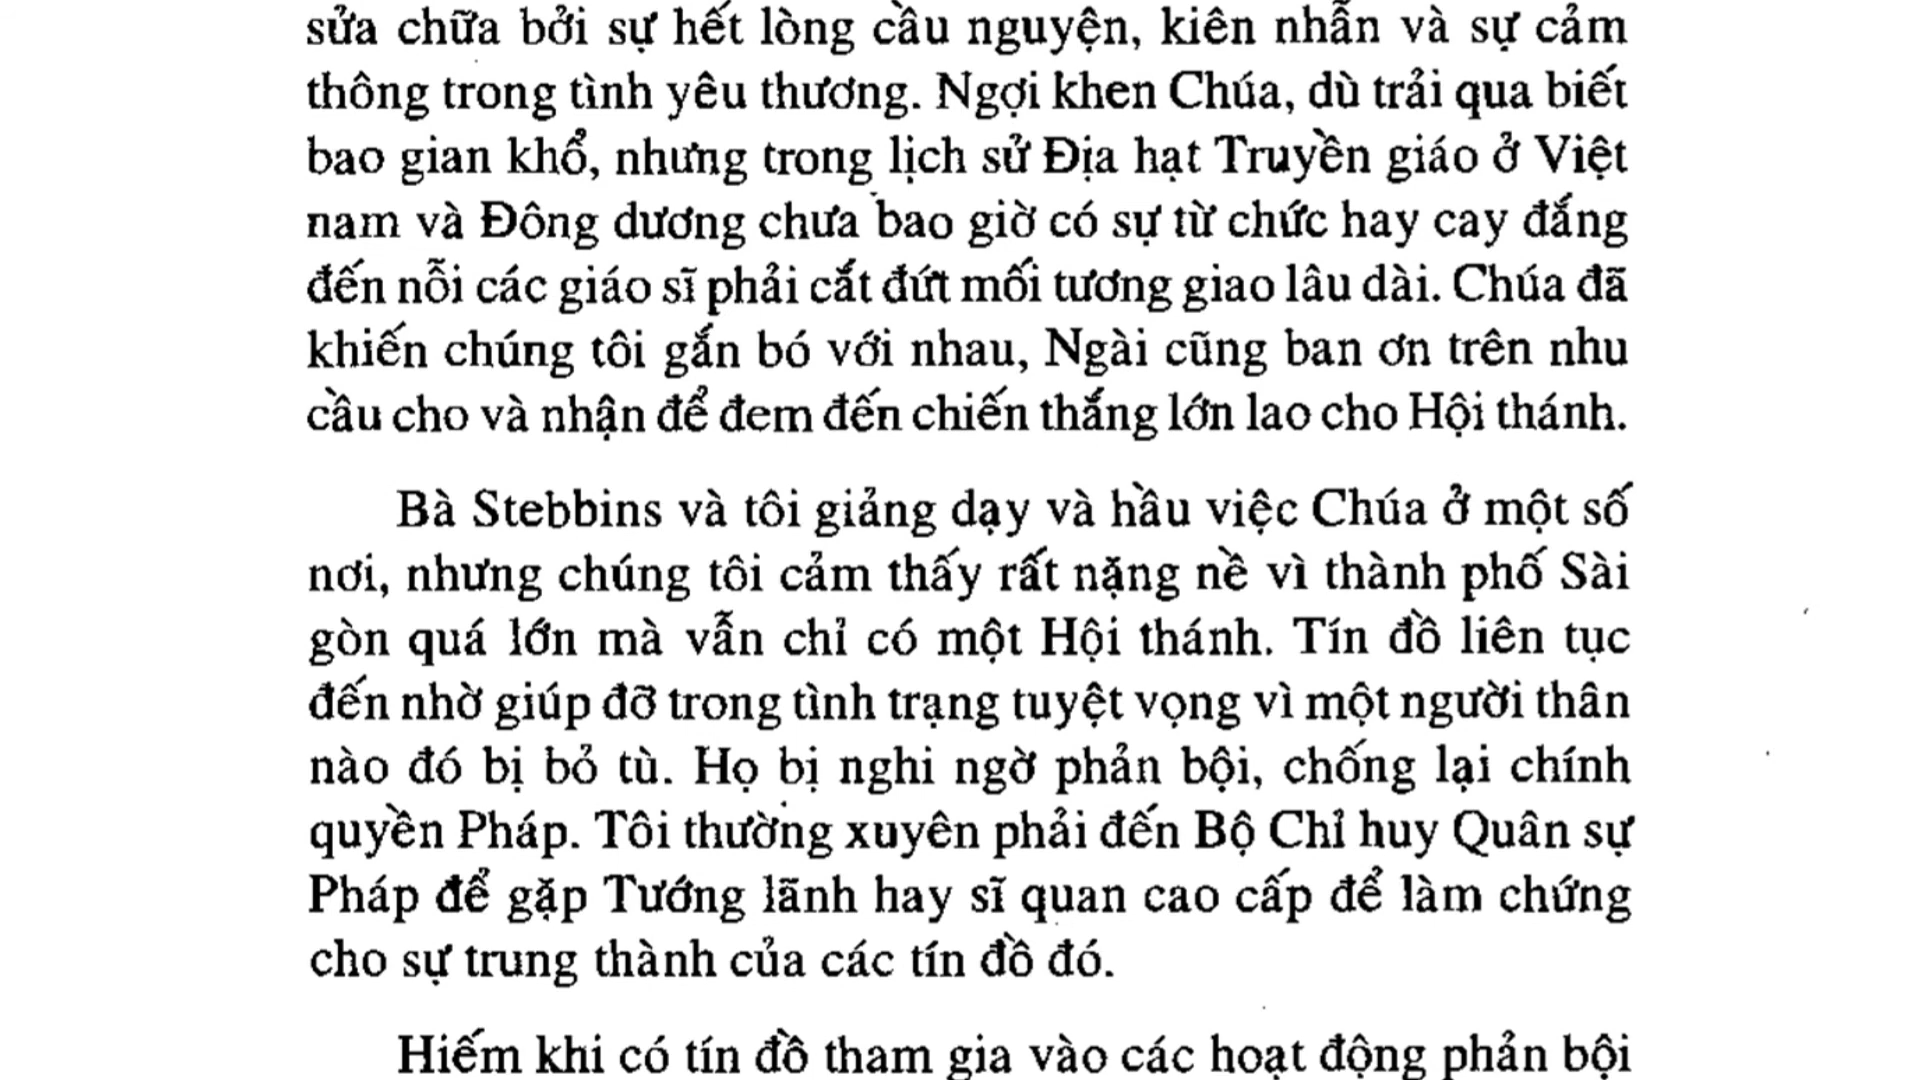 sửa chữa bởi sự hết lòng cầu nguyện, kiên nhẫn và sự cảm
thông trong tình yêu thương. Ngợi khen Chúa, dù trải qua biết
bao gian khổ, nhưng trong lịch sử Địa hạt Truyền giáo ở Việt
nam và Đông dương chưa bao giờ có sự từ chức hay cay đắng
đến nỗi các giáo sĩ phải cắt đứt mối tương giao lâu dài. Chúa đã
khiến chúng tôi gắn bó với nhau, Ngài cũng ban ơn trên nhu
cầu cho và nhận để đem đến chiến thắng lớn lao cho Hội thánh.
Bà Stebbins và tôi giảng dạy và hầu việc Chúa ở một số
nơi, nhưng chúng tôi cảm thấy rất nặng nề vì thành phố Sài
gòn quá lớn mà vẫn chỉ có một Hội thánh. Tín đồ liên tục
đến nhờ giúp đỡ trong tình trạng tuyệt vọng vì một người thân
nào đó bị bỏ tù. Họ bị nghi ngờ phản bội, chống lại chính
quyền Pháp. Tôi thường xuyên phải đến Bộ Chỉ huy Quân sự
Pháp để gặp Tướng lãnh hay sĩ quan cao cấp để làm chứng
cho sự trung thành của các tín đồ đó.
Hiếm khi có tín đồ tham gia vào các hoạt động phản bội